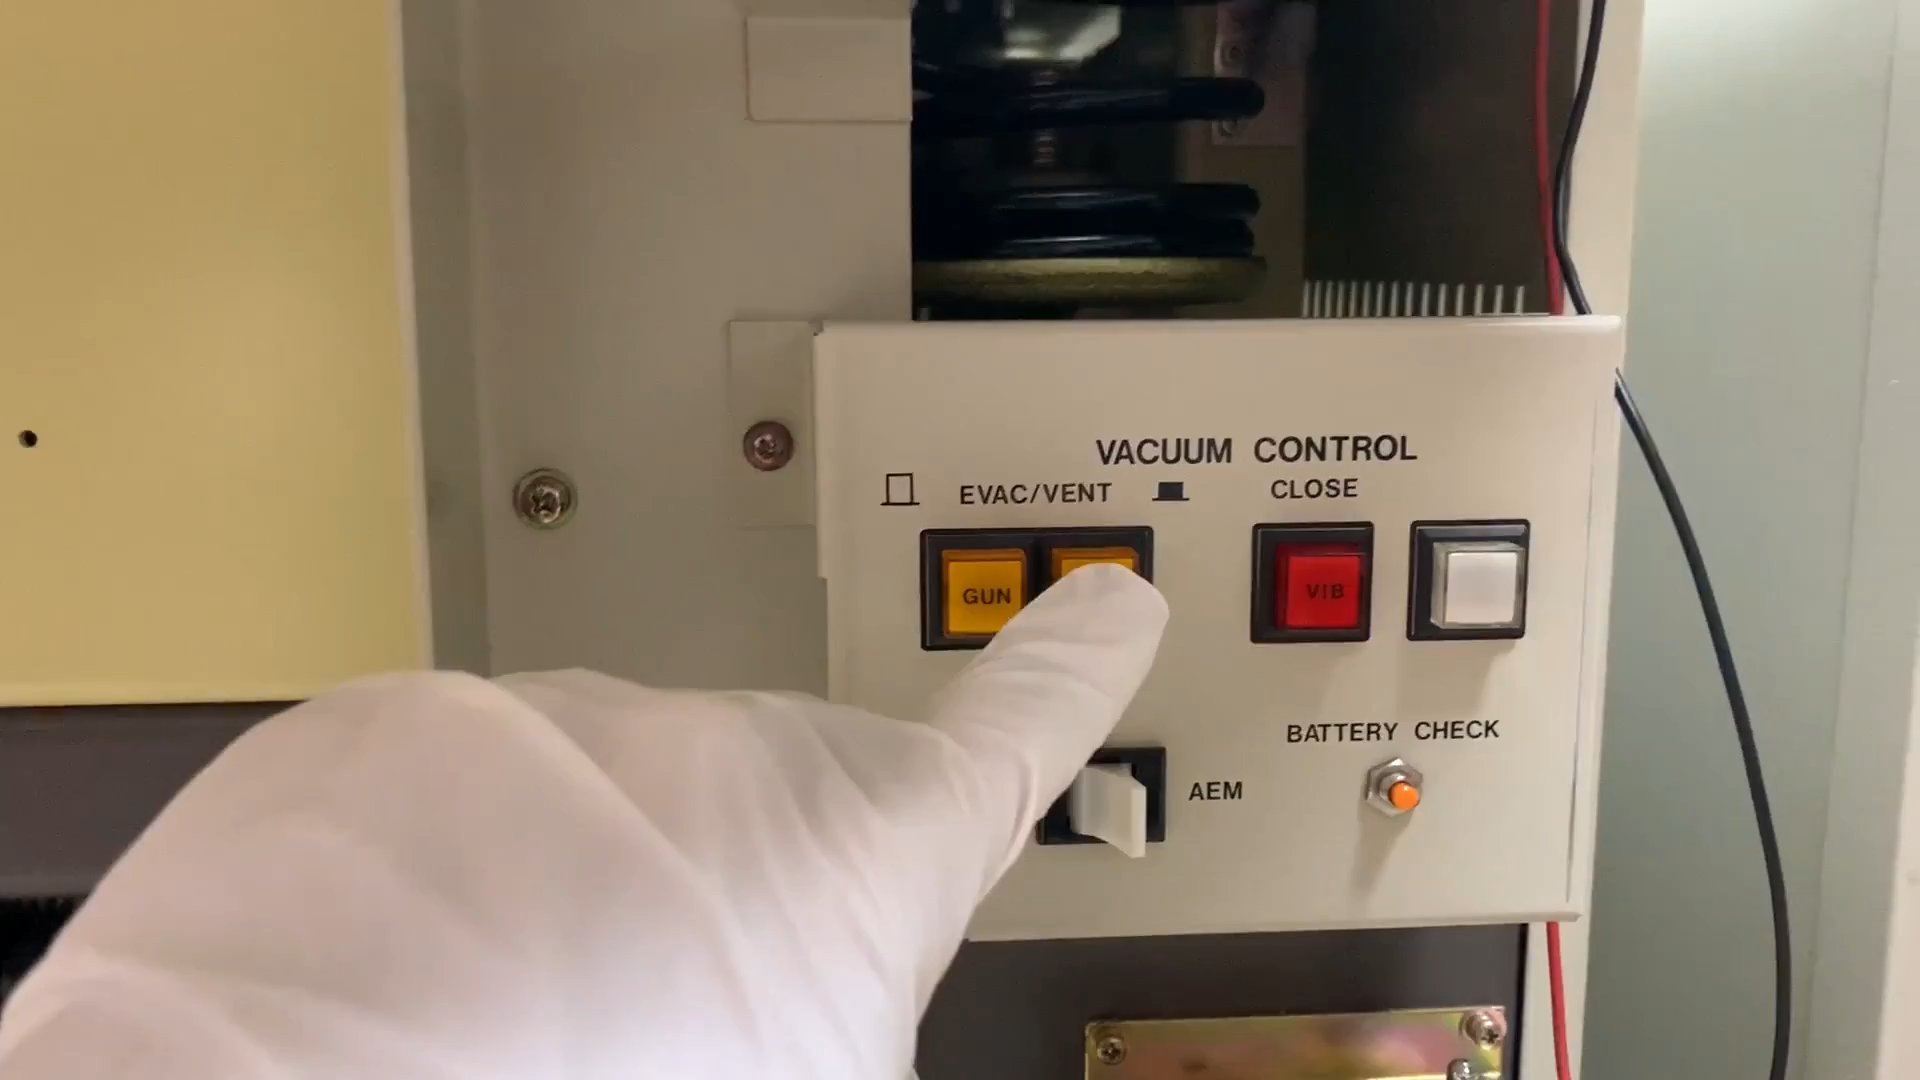 VACUUM CONTROL
EVAC/VENT
CLOSE
GUN
VIB
BATTERY CHECK
AEM